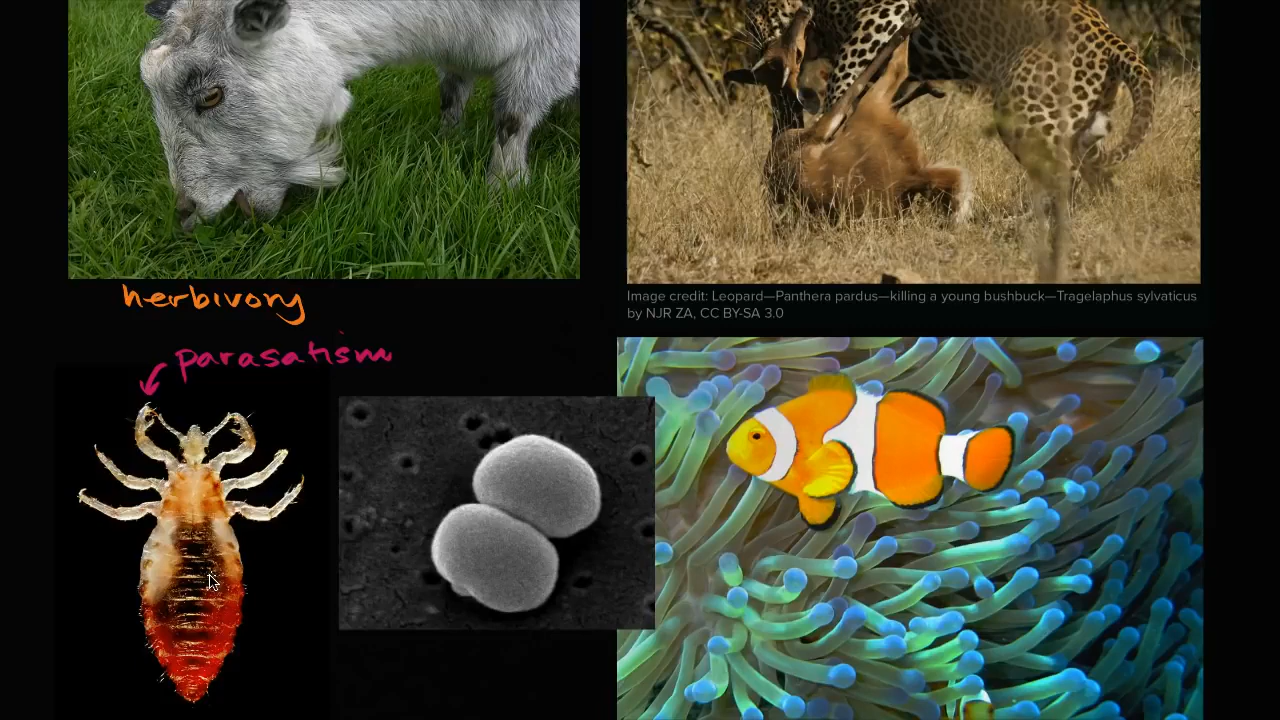 herbivory
Image credit: Leopard—Panthera pardus—killing a young bushbuck—Tragelaphus sylvaticus
by NJR ZA, CC BY-SA 3.0
parasatism